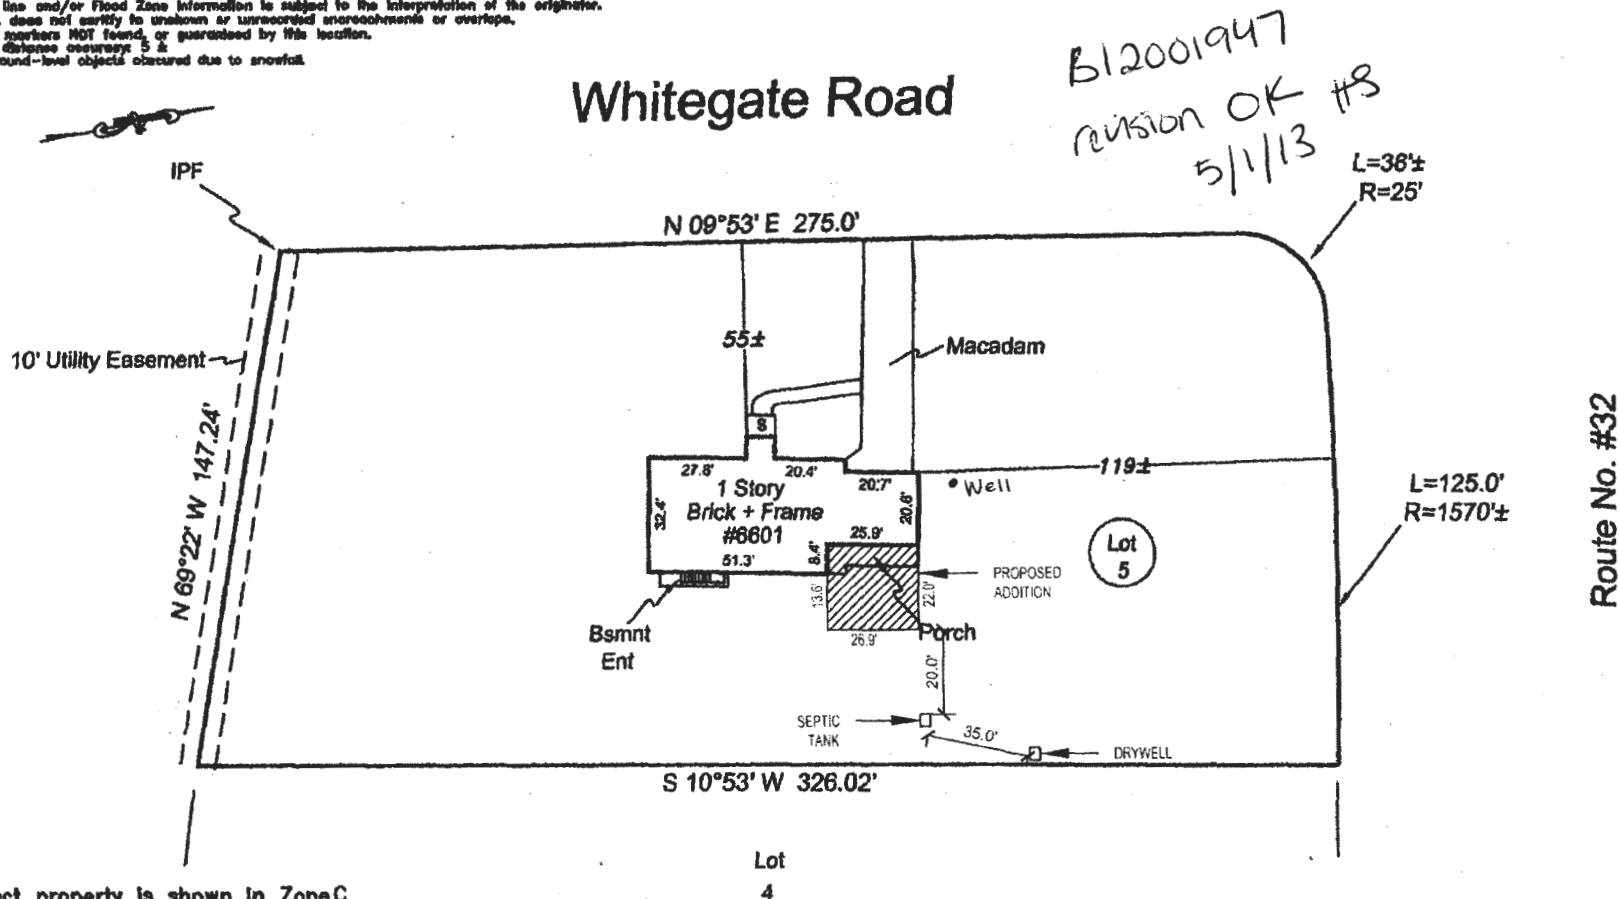 line and/or Flood Zone information is subject to the interpretation of the originator.
does not certify to unshown or unrecorded encroachments or overlaps.
markers NOT found, or guaranteed by this location.
distance accuracy: 5 ±
ound-level objects obscured due to snowfall.
B12001947
revision OK HS
5/1/13
Whitegate Road
IPF
L=36'±
R=25'
N 09°53' E 275.0'
10' Utility Easement
55±
Macadam
N 69°22' W 147.24'
S
27.8'
20.4'
20.7'
119±
Well
1 Story
Brick + Frame
#6601
32.4'
20.6'
25.9'
51.3'
8.4'
Lot
5
L=125.0'
R=1570'±
Route No. #32
PROPOSED
ADDITION
13.6'
22.0'
26.9'
Porch
Bsmnt
Ent
20.0'
SEPTIC
TANK
35.0'
DRYWELL
S 10°53' W 326.02'
Lot
4
ect property is shown in Zone C